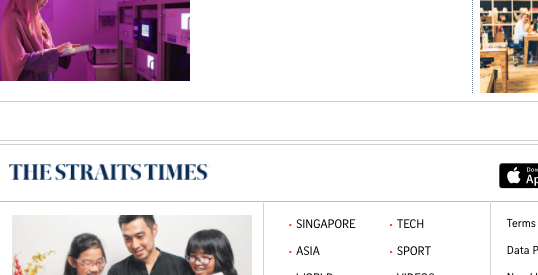 THE STRAITS TIMES
SINGAPORE
TECH
Terms
ASIA
SPORT
Data P